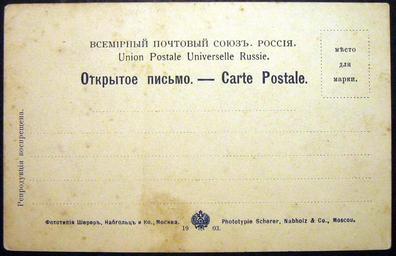 ВСЕМІРНЫЙ ПОЧТОВЫЙ СОЮЗЪ. РОССІЯ.
Union Postale Universelle Russie.
Открытое письмо. — Carte Postale.
мѣсто
для
марки.
Репродукція воспрещена.
Фототипія Шереръ, Набгольцъ и Ко., Москва.
Phototypie Scherer, Nabholz & Co., Moscou.
19 03.